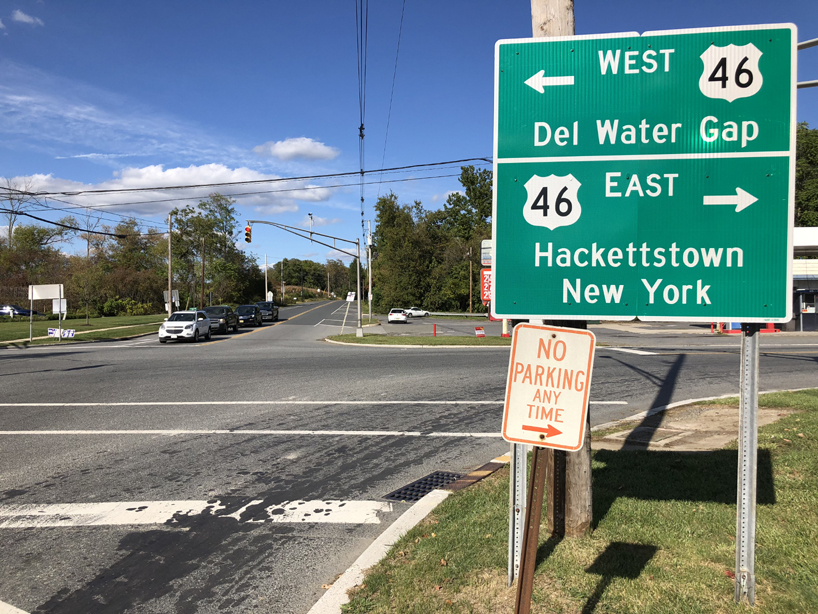 WEST 46
Del Water Gap
46 EAST
Hackettstown
New York
NO
PARKING
ANY
TIME